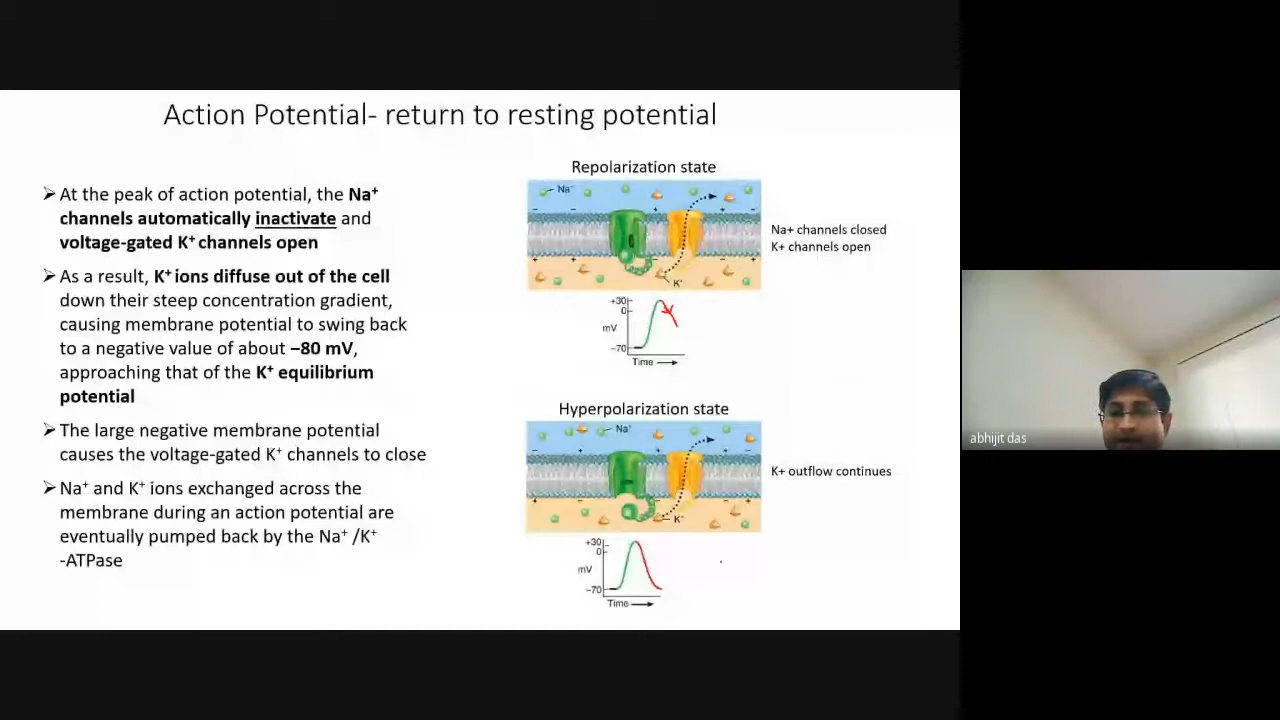 Action Potential- return to resting potential
➢At the peak of action potential, the Na⁺
channels automatically inactivate and
voltage-gated K⁺ channels open
➢As a result, K⁺ ions diffuse out of the cell
down their steep concentration gradient,
causing membrane potential to swing back
to a negative value of about −80 mV,
approaching that of the K⁺ equilibrium
potential
➢The large negative membrane potential
causes the voltage-gated K⁺ channels to close
➢Na⁺ and K⁺ ions exchanged across the
membrane during an action potential are
eventually pumped back by the Na⁺ /K⁺
-ATPase
Repolarization state
Na⁺
K⁺
Na+ channels closed
K+ channels open
+30
0
mV
−70
Time
Hyperpolarization state
Na⁺
K⁺
K+ outflow continues
+30
0
mV
−70
Time
abhijit das